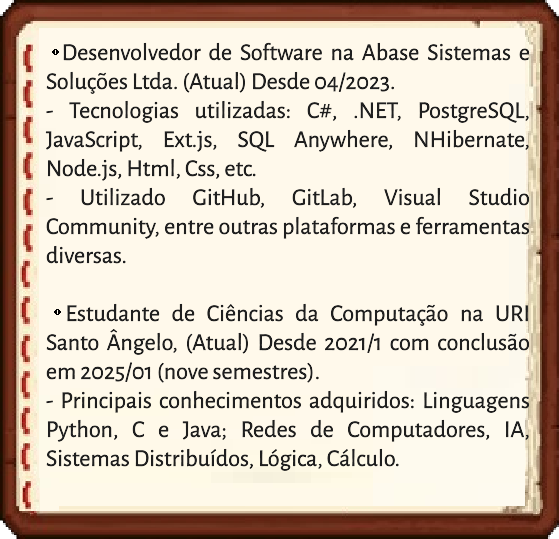 •Desenvolvedor de Software na Abase Sistemas e
Soluções Ltda. (Atual) Desde 04/2023.
- Tecnologias utilizadas: C#, .NET, PostgreSQL,
JavaScript, Ext.js, SQL Anywhere, NHibernate,
Node.js, Html, Css, etc.
- Utilizado GitHub, GitLab, Visual Studio
Community, entre outras plataformas e ferramentas
diversas.
•Estudante de Ciências da Computação na URI
Santo Ângelo, (Atual) Desde 2021/1 com conclusão
em 2025/01 (nove semestres).
- Principais conhecimentos adquiridos: Linguagens
Python, C e Java; Redes de Computadores, IA,
Sistemas Distribuídos, Lógica, Cálculo.